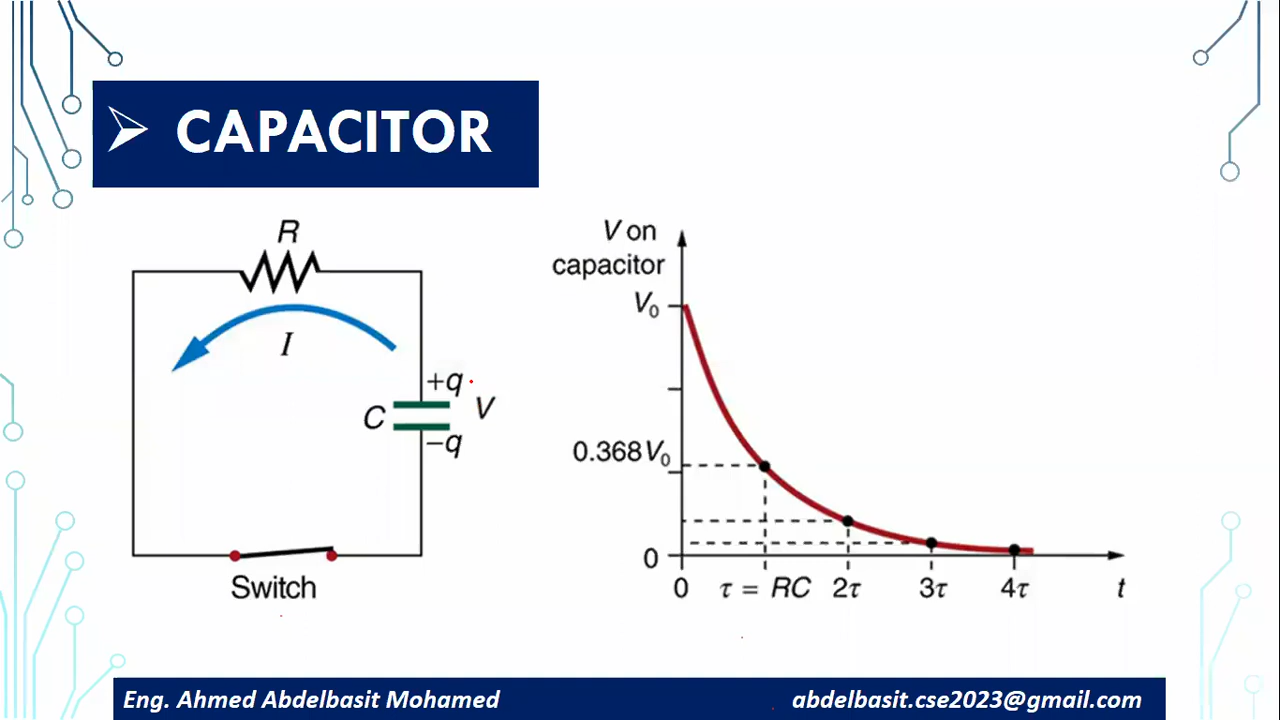 CAPACITOR
R
I
+q
C
V
–q
Switch
V on
capacitor
V₀
0.368V₀
0
0
τ = RC
2τ
3τ
4τ
t
Eng. Ahmed Abdelbasit Mohamed
abdelbasit.cse2023@gmail.com